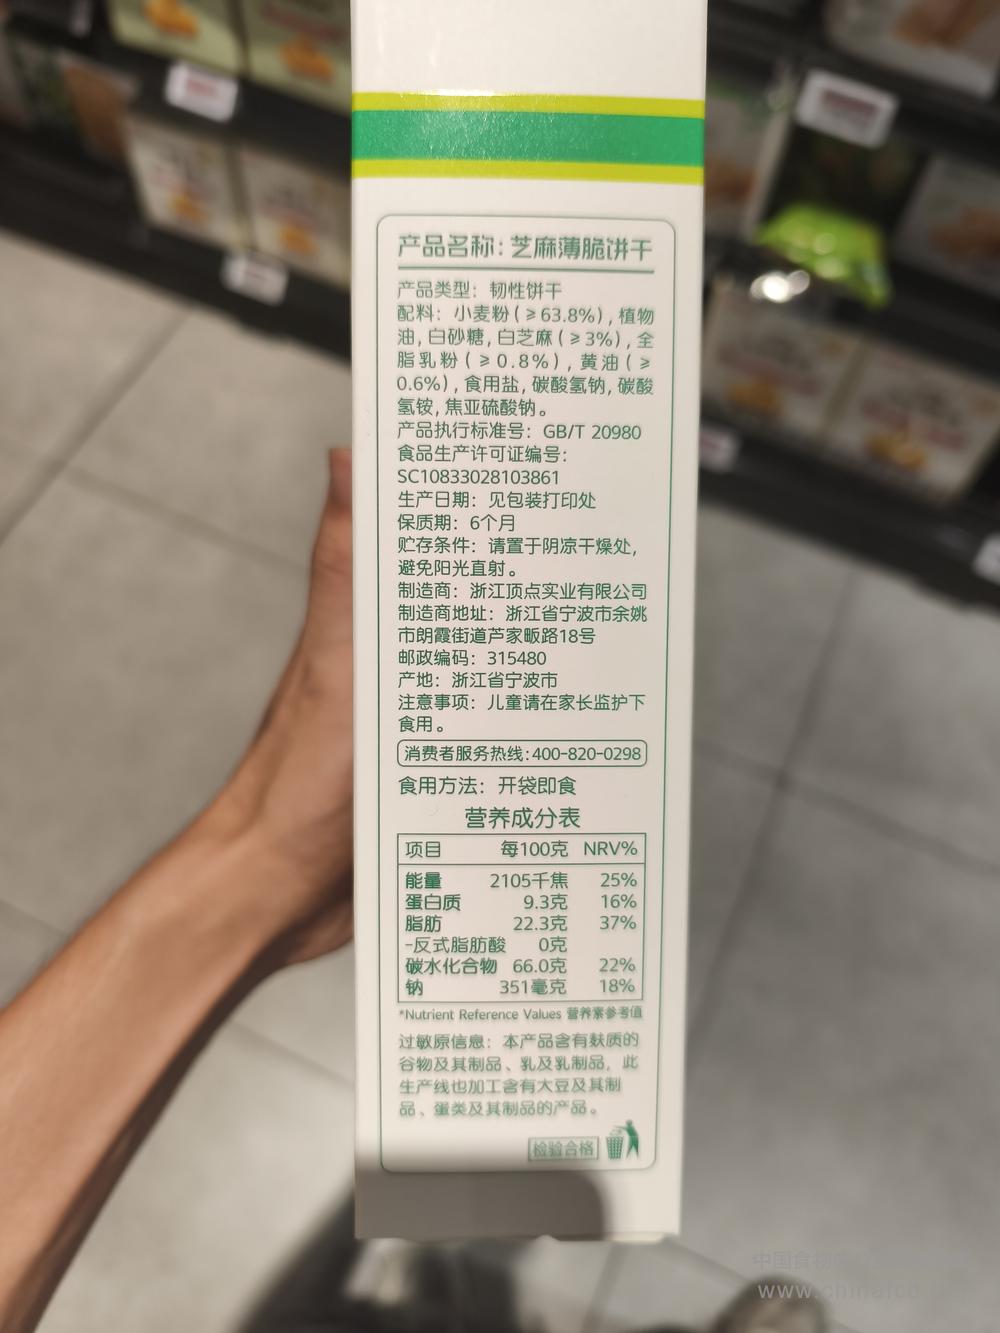 产品名称：芝麻薄脆饼干
产品类型：韧性饼干
配料：小麦粉(≥63.8%)，植物
油，白砂糖，白芝麻(≥3%)，全
脂乳粉(≥0.8%)，黄油(≥
0.6%)，食用盐，碳酸氢钠，碳酸
氢铵，焦亚硫酸钠。
产品执行标准号：GB/T 20980
食品生产许可证编号：
SC10833028103861
生产日期：见包装打印处
保质期：6个月
贮存条件：请置于阴凉干燥处，
避免阳光直射。
制造商：浙江顶点实业有限公司
制造商地址：浙江省宁波市余姚
市朗霞街道芦家畈路18号
邮政编码：315480
产地：浙江省宁波市
注意事项：儿童请在家长监护下
食用。
消费者服务热线：400-820-0298
食用方法：开袋即食
营养成分表
项目 每100克 NRV%
能量 2105千焦 25%
蛋白质 9.3克 16%
脂肪 22.3克 37%
-反式脂肪酸 0克
碳水化合物 66.0克 22%
钠 351毫克 18%
*Nutrient Reference Values 营养素参考值
过敏原信息：本产品含有麸质的
谷物及其制品、乳及乳制品，此
生产线也加工含有大豆及其制
品、蛋类及其制品的产品。
检验合格
中国食物
www.chinafcd